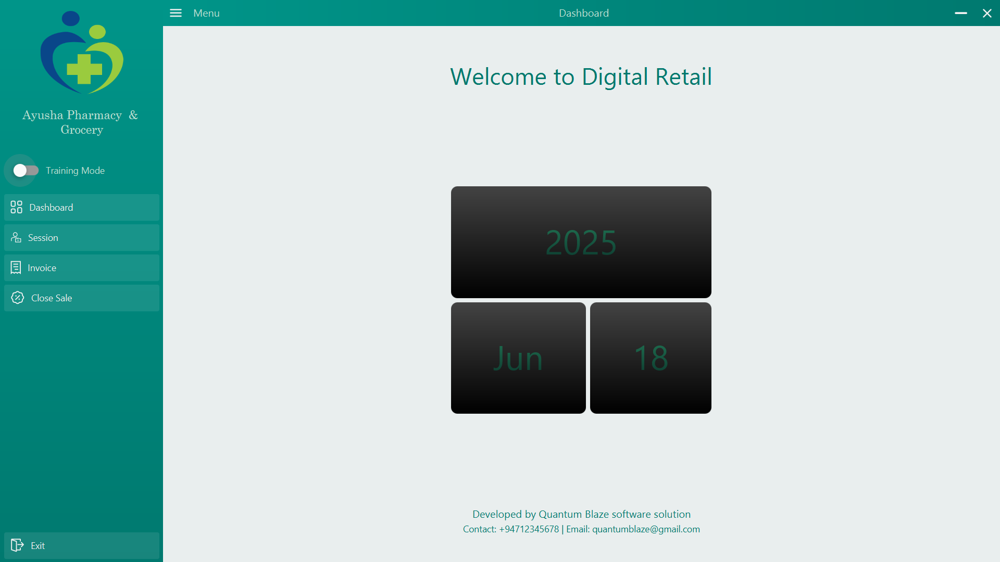 Menu
Dashboard
Ayusha Pharmacy &
Grocery
Training Mode
Dashboard
Session
Invoice
Close Sale
Exit
Welcome to Digital Retail
2025
Jun
18
Developed by Quantum Blaze software solution
Contact: +94712345678 | Email: quantumblaze@gmail.com